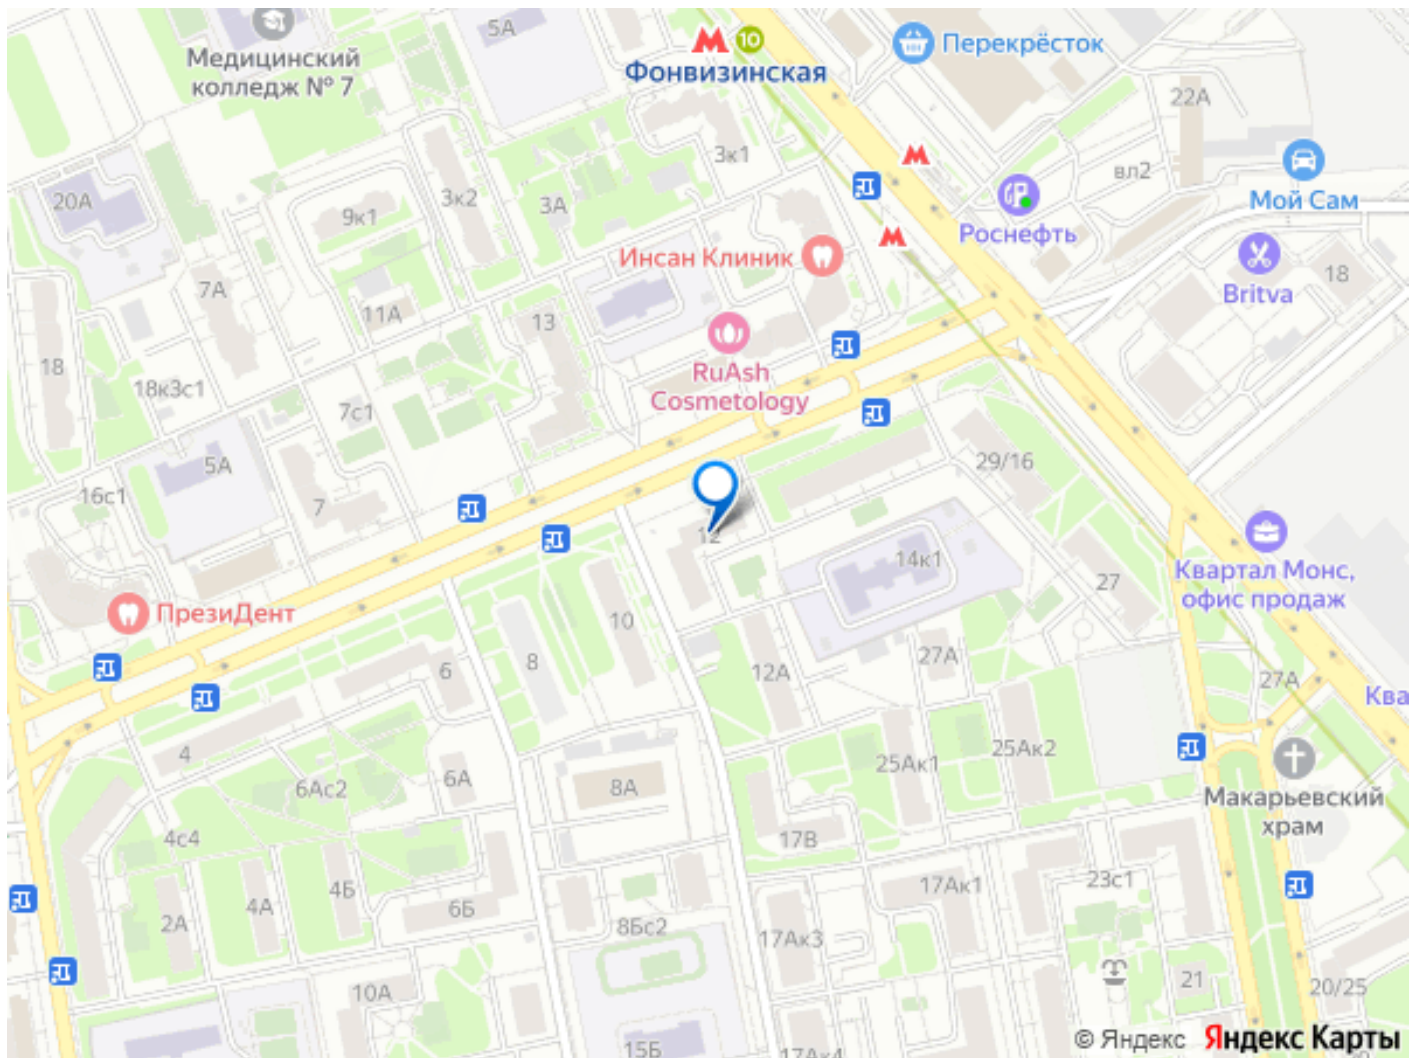 5А
10
Перекрёсток
Медицинский
колледж № 7
Фонвизинская
22А
3к1
вл2
20А
9к1
3к2
3А
Мой Сам
Роснефть
Инсан Клиник
7А
11А
13
Britva
18
18
18к3с1
7с1
RuAsh
Cosmetology
5А
16с1
7
29/16
12
14к1
27
Квартал Монс,
офис продаж
ПрезиДент
10
8
6
12А
27А
27А
Ква
4
6Ас2
6А
8А
25Ак1
25Ак2
Макарьевский
храм
4с4
17В
2А
4А
4Б
6Б
8Бс2
17Ак3
17Ак1
23с1
10А
21
20/25
15Б
17Ак4
© Яндекс Яндекс Карты